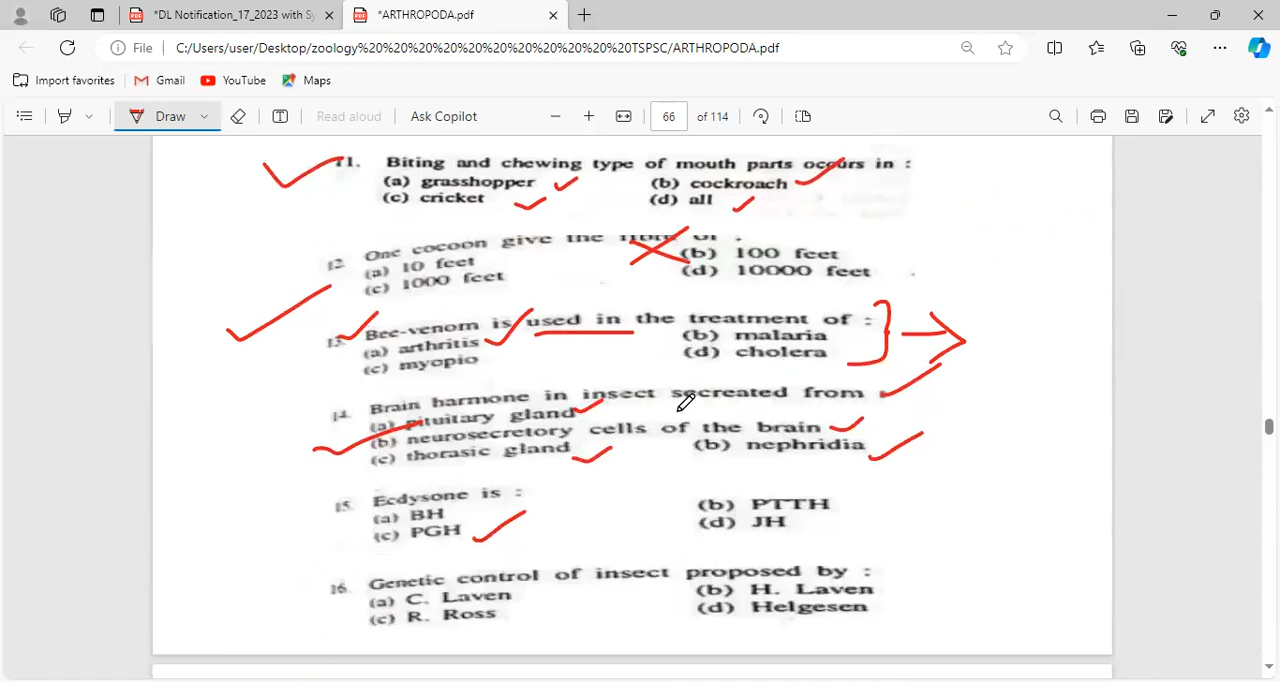 *DL Notification_17_2023 with Sy
*ARTHROPODA.pdf
File
C:/Users/user/Desktop/zoology%20%20%20%20%20%20%20%20%20%20TSPSC/ARTHROPODA.pdf
Import favorites
Gmail
YouTube
Maps
Draw
Read aloud
Ask Copilot
66 of 114
11. Biting and chewing type of mouth parts occurs in :
(a) grasshopper (b) cockroach
(c) cricket (d) all
12. One cocoon give the fibre of :
(a) 10 feet (b) 100 feet
(c) 1000 feet (d) 10000 feet
13. Bee-venom is used in the treatment of :
(a) arthritis (b) malaria
(c) myopio (d) cholera
14. Brain harmone in insect secreated from
(a) pituitary gland
(b) neurosecretory cells of the brain
(c) thorasic gland (b) nephridia
15. Ecdysone is :
(a) BH (b) PTTH
(c) PGH (d) JH
16. Genetic control of insect proposed by :
(a) C. Laven (b) H. Laven
(c) R. Ross (d) Helgesen